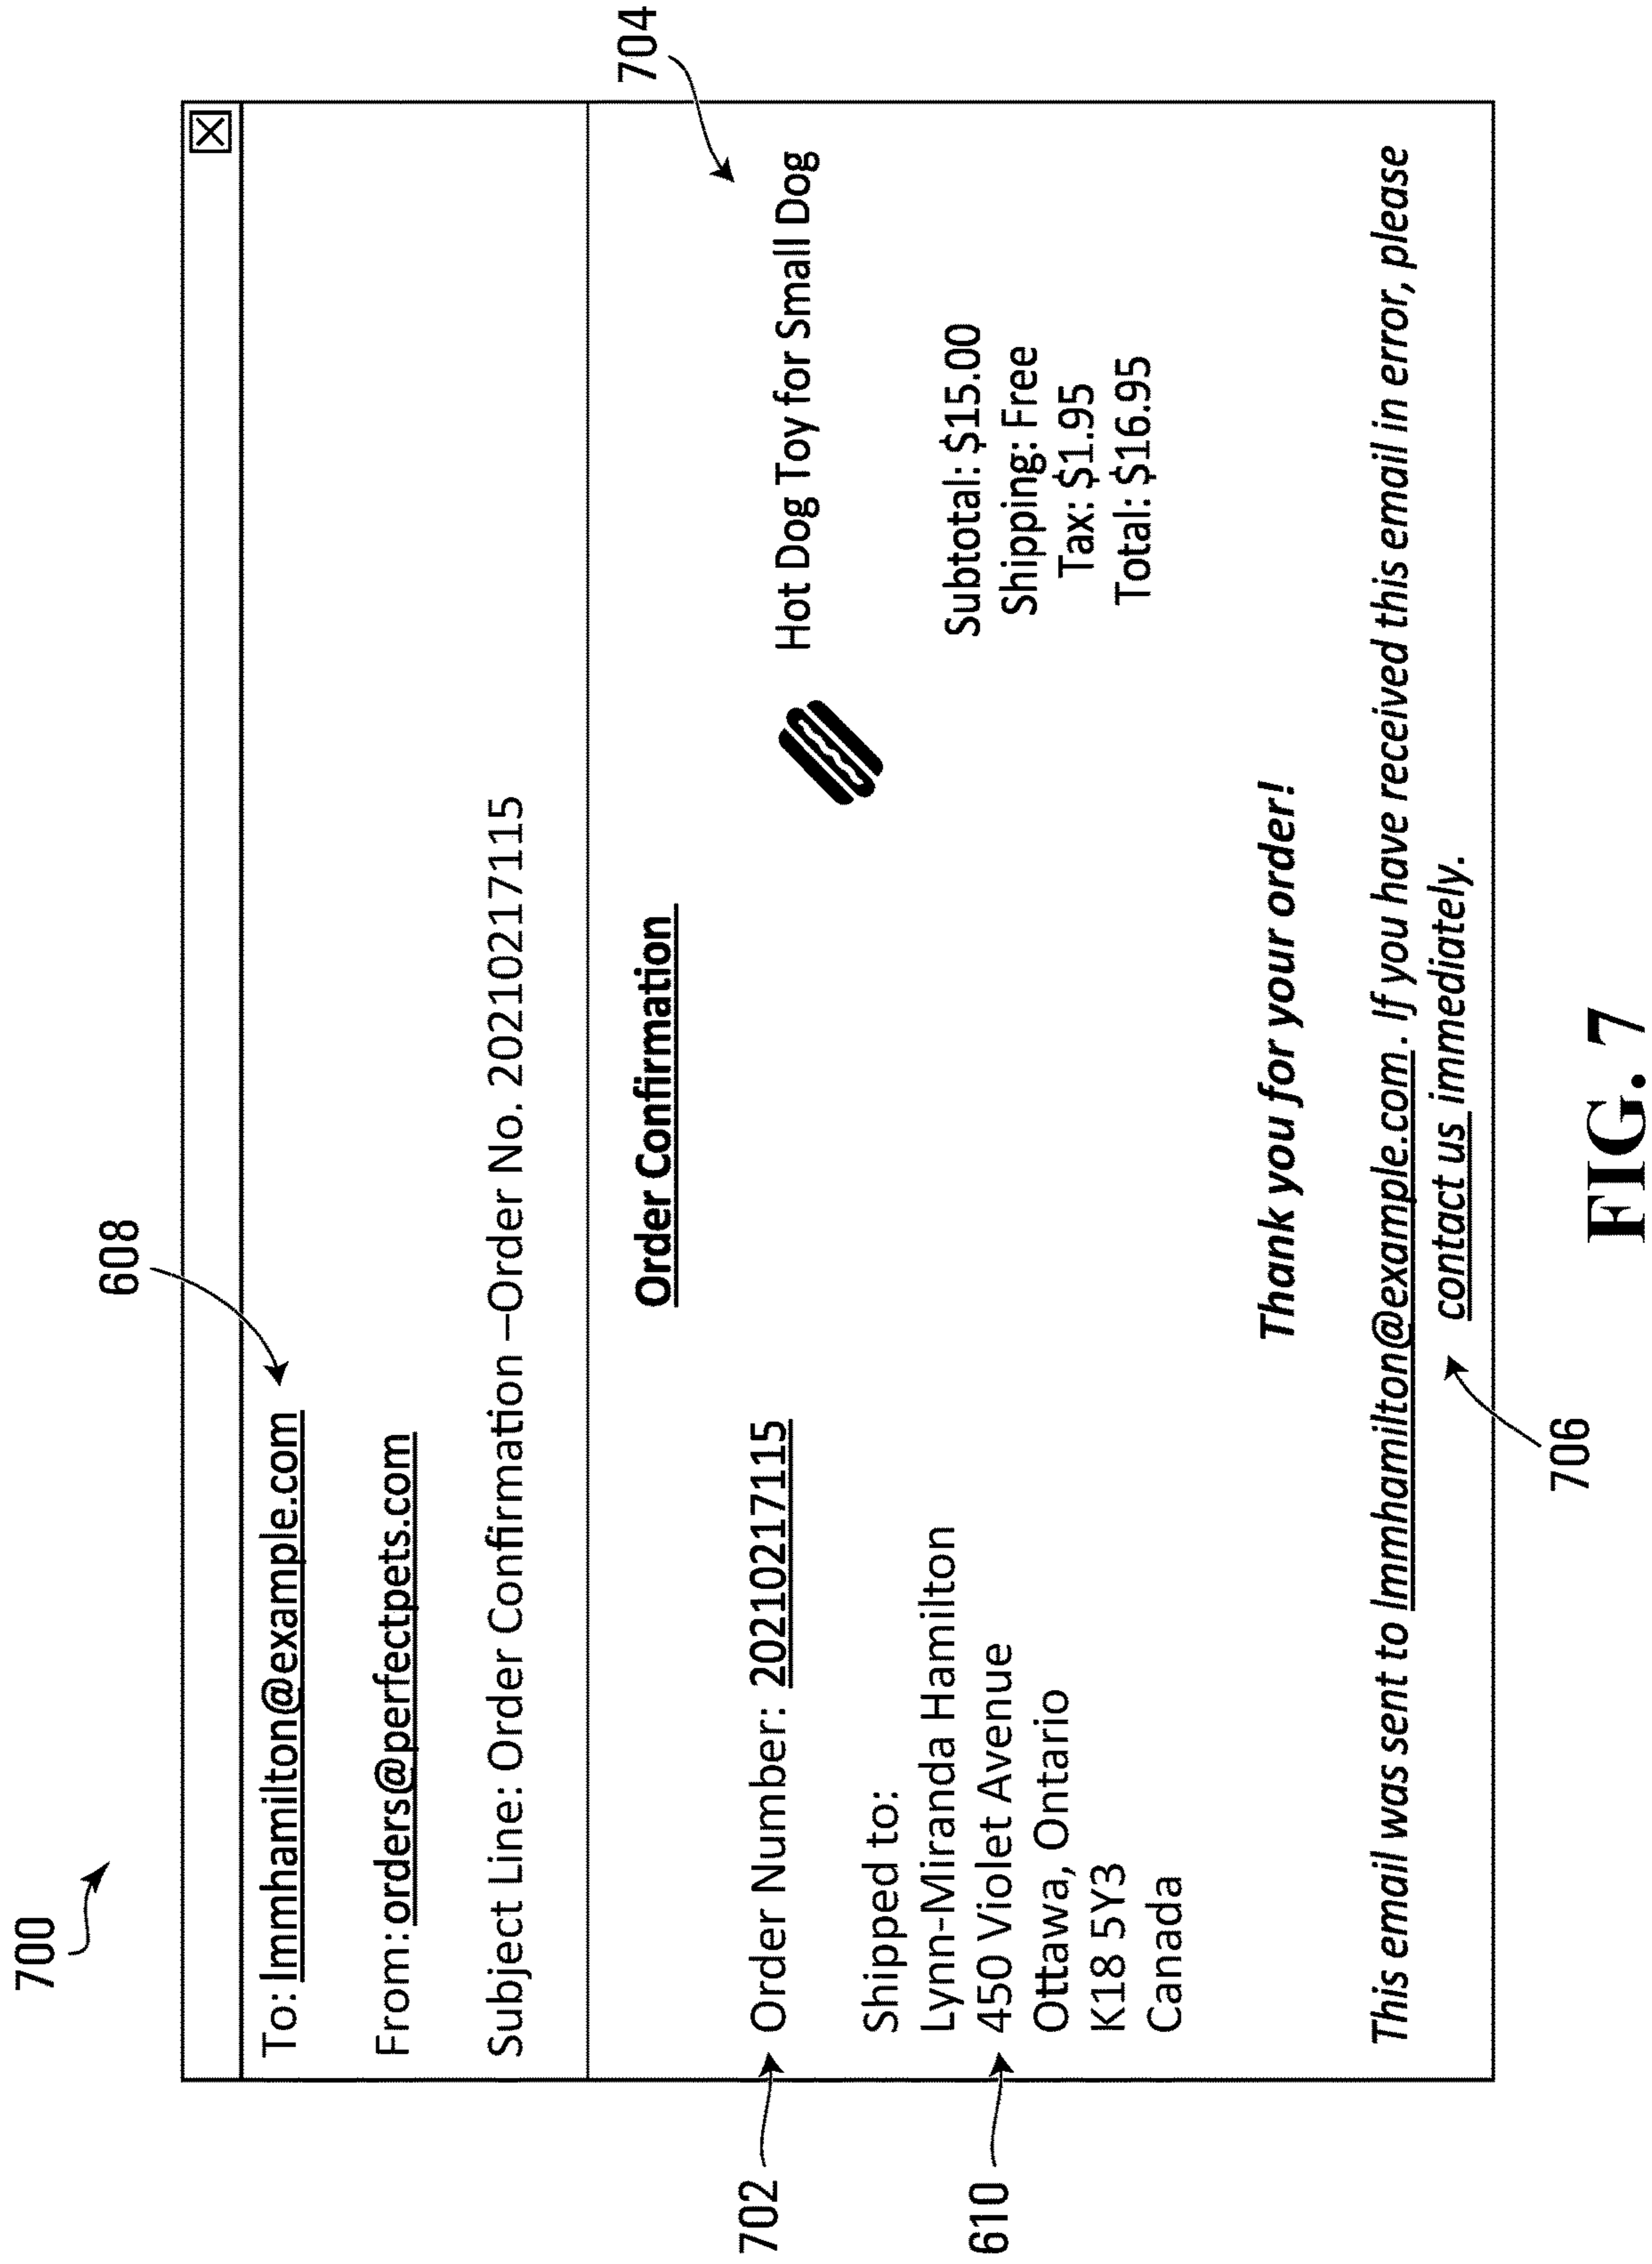 700
608
To: lmmhamilton@example.com
From: orders@perfectpets.com
Subject Line: Order Confirmation –Order No. 20210217115
Order Confirmation
704
702
Order Number: 20210217115
Hot Dog Toy for Small Dog
Shipped to:
Lynn-Miranda Hamilton
610
450 Violet Avenue
Ottawa, Ontario
K18 5Y3
Canada
Subtotal: $15.00
Shipping: Free
Tax: $1.95
Total: $16.95
Thank you for your order!
This email was sent to lmmhamilton@example.com. If you have received this email in error, please
contact us immediately.
706
FIG. 7